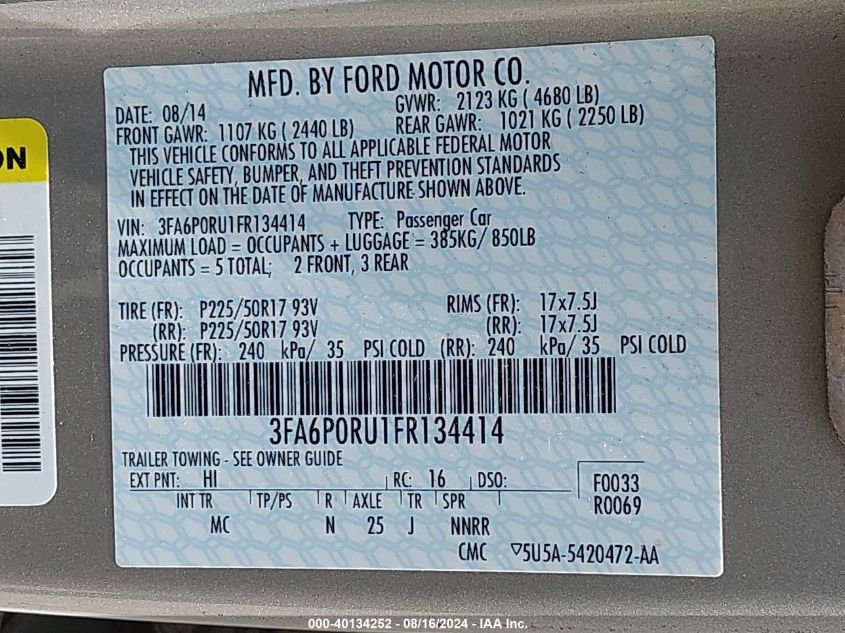 MFD. BY FORD MOTOR CO.
DATE: 08/14 GVWR: 2123 KG ( 4680 LB)
FRONT GAWR: 1107 KG ( 2440 LB) REAR GAWR: 1021 KG ( 2250 LB)
THIS VEHICLE CONFORMS TO ALL APPLICABLE FEDERAL MOTOR
VEHICLE SAFETY, BUMPER, AND THEFT PREVENTION STANDARDS
IN EFFECT ON THE DATE OF MANUFACTURE SHOWN ABOVE.
VIN: 3FA6P0RU1FR134414 TYPE: Passenger Car
MAXIMUM LOAD = OCCUPANTS + LUGGAGE = 385KG/ 850LB
OCCUPANTS = 5 TOTAL; 2 FRONT, 3 REAR
TIRE (FR): P225/50R17 93V RIMS (FR): 17x7.5J
(RR): P225/50R17 93V (RR): 17x7.5J
PRESSURE (FR): 240 kPa/ 35 PSI COLD (RR): 240 kPa/ 35 PSI COLD
3FA6P0RU1FR134414
TRAILER TOWING - SEE OWNER GUIDE
EXT PNT: HI RC: 16 DSO: F0033
INT TR TP/PS R AXLE TR SPR R0069
MC N 25 J NNRR
CMC ▽5U5A-5420472-AA
ON
000-40134252 - 08/16/2024 - IAA Inc.